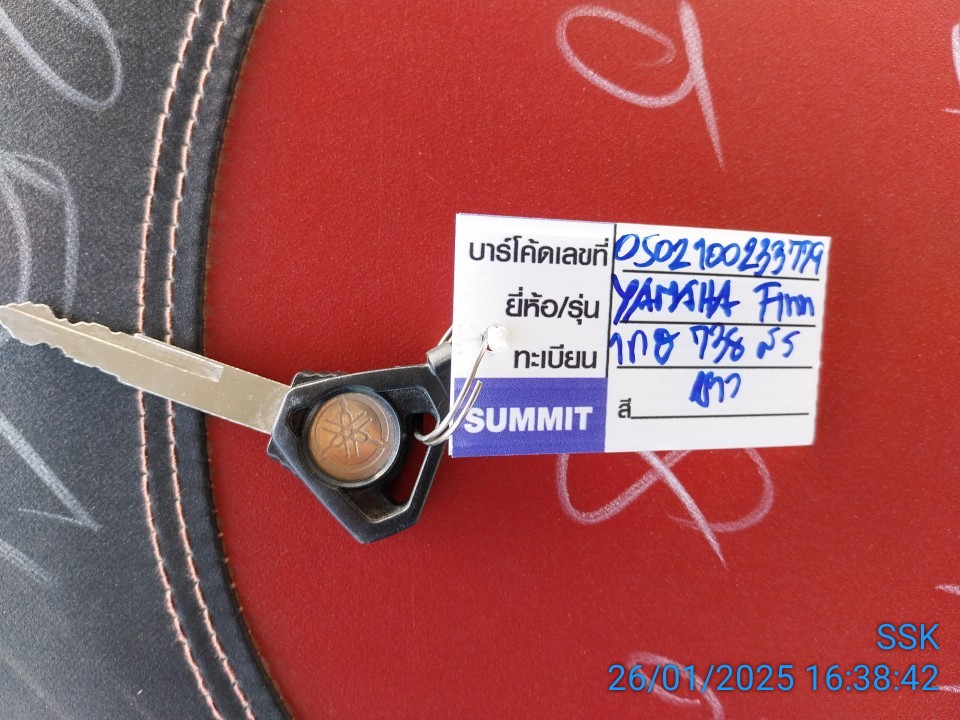 บาร์โค้ดเลขที่ 0502100233779
ยี่ห้อ/รุ่น YAMAHA Finn
ทะเบียน 1กฮ 738 สร
SUMMIT
สี ขาว
SSK
26/01/2025 16:38:42